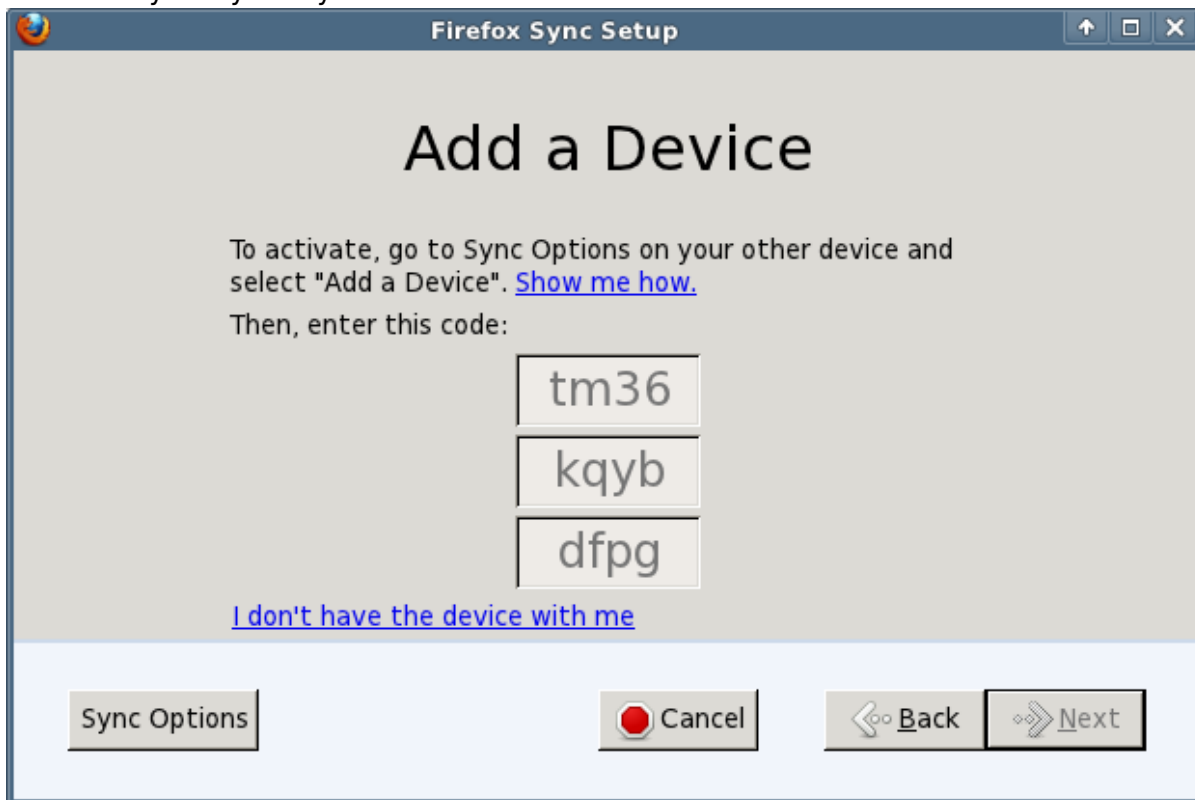 Firefox Sync Setup
Add a Device
To activate, go to Sync Options on your other device and
select "Add a Device". Show me how.
Then, enter this code:
tm36
kqyb
dfpg
I don't have the device with me
Sync Options
Cancel
Back
Next